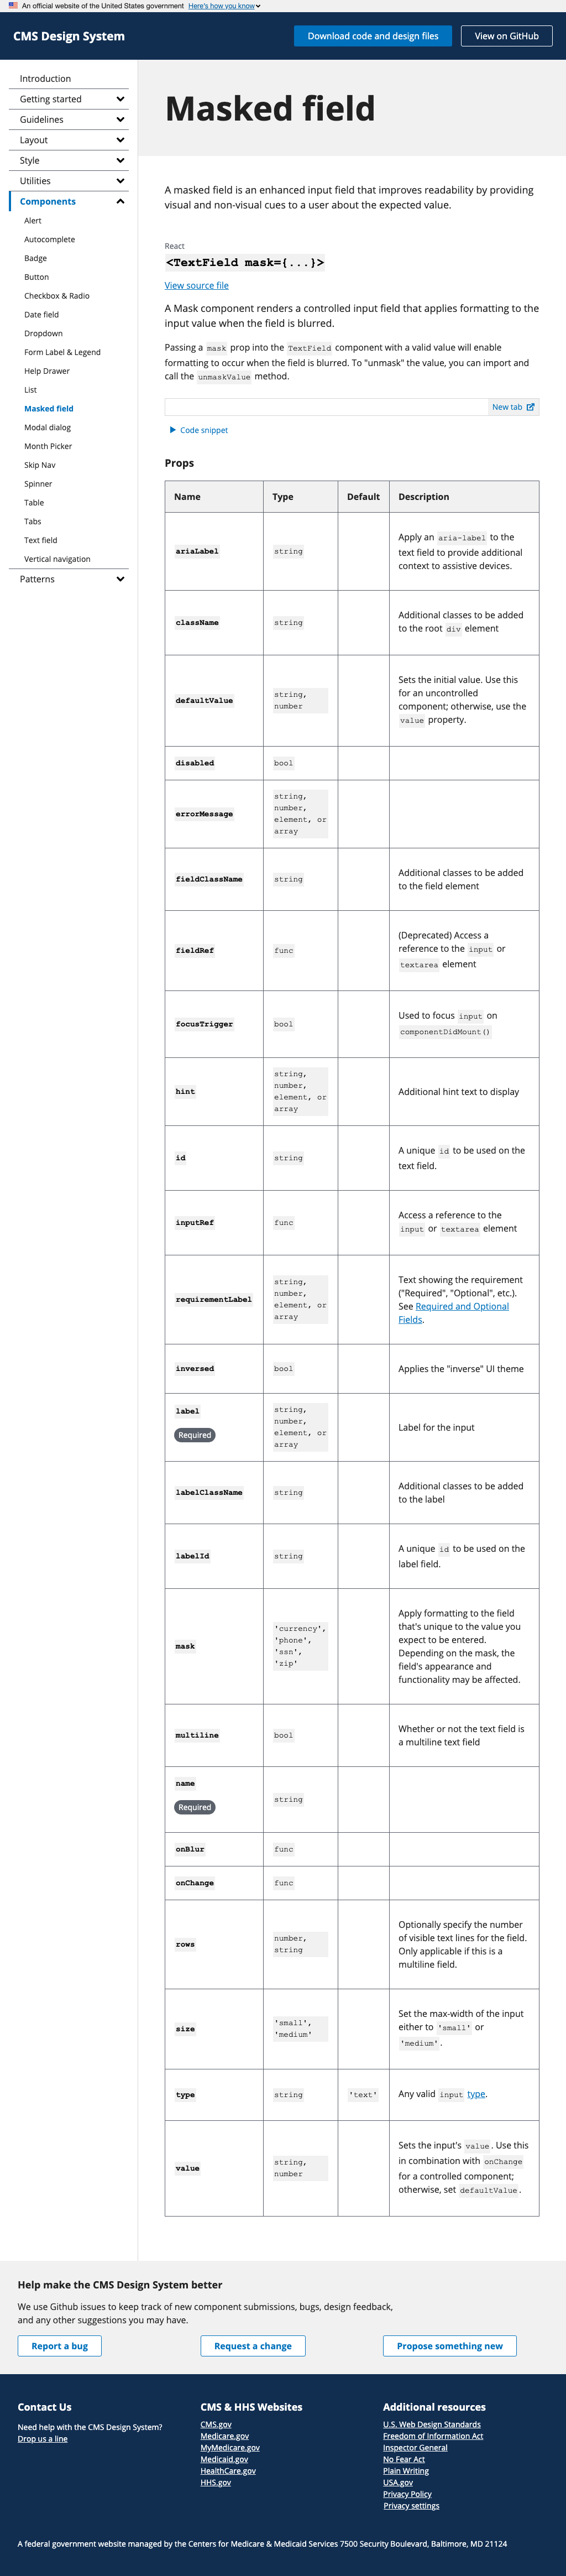 An official website of the United States government Here's how you know
CMS Design System
Download code and design files
View on GitHub
Introduction
Getting started
Guidelines
Layout
Style
Utilities
Components
Alert
Autocomplete
Badge
Button
Checkbox & Radio
Date field
Dropdown
Form Label & Legend
Help Drawer
List
Masked field
Modal dialog
Month Picker
Skip Nav
Spinner
Table
Tabs
Text field
Vertical navigation
Patterns
Masked field
A masked field is an enhanced input field that improves readability by providing
visual and non-visual cues to a user about the expected value.
React
<TextField mask={...}>
View source file
A Mask component renders a controlled input field that applies formatting to the
input value when the field is blurred.
Passing a mask prop into the TextField component with a valid value will enable
formatting to occur when the field is blurred. To "unmask" the value, you can import and
call the unmaskValue method.
New tab
Code snippet
Props
Name Type Default Description
ariaLabel string Apply an aria-label to the
text field to provide additional
context to assistive devices.
className string Additional classes to be added
to the root div element
defaultValue string,
number
Sets the initial value. Use this
for an uncontrolled
component; otherwise, use the
value property.
disabled bool
errorMessage string,
number,
element, or
array
fieldClassName string Additional classes to be added
to the field element
fieldRef func (Deprecated) Access a
reference to the input or
textarea element
focusTrigger bool Used to focus input on
componentDidMount()
hint string,
number,
element, or
array
Additional hint text to display
id string A unique id to be used on the
text field.
inputRef func Access a reference to the
input or textarea element
requirementLabel string,
number,
element, or
array
Text showing the requirement
("Required", "Optional", etc.).
See Required and Optional
Fields.
inversed bool Applies the "inverse" UI theme
label
Required
string,
number,
element, or
array
Label for the input
labelClassName string Additional classes to be added
to the label
labelId string A unique id to be used on the
label field.
mask 'currency',
'phone',
'ssn',
'zip'
Apply formatting to the field
that's unique to the value you
expect to be entered.
Depending on the mask, the
field's appearance and
functionality may be affected.
multiline bool Whether or not the text field is
a multiline text field
name
Required
string
onBlur func
onChange func
rows number,
string
Optionally specify the number
of visible text lines for the field.
Only applicable if this is a
multiline field.
size 'small',
'medium'
Set the max-width of the input
either to 'small' or
'medium'.
type string 'text' Any valid input type.
value string,
number
Sets the input's value. Use this
in combination with onChange
for a controlled component;
otherwise, set defaultValue.
Help make the CMS Design System better
We use Github issues to keep track of new component submissions, bugs, design feedback,
and any other suggestions you may have.
Report a bug
Request a change
Propose something new
Contact Us
Need help with the CMS Design System?
Drop us a line
CMS & HHS Websites
CMS.gov
Medicare.gov
MyMedicare.gov
Medicaid.gov
HealthCare.gov
HHS.gov
Additional resources
U.S. Web Design Standards
Freedom of Information Act
Inspector General
No Fear Act
Plain Writing
USA.gov
Privacy Policy
Privacy settings
A federal government website managed by the Centers for Medicare & Medicaid Services 7500 Security Boulevard, Baltimore, MD 21124